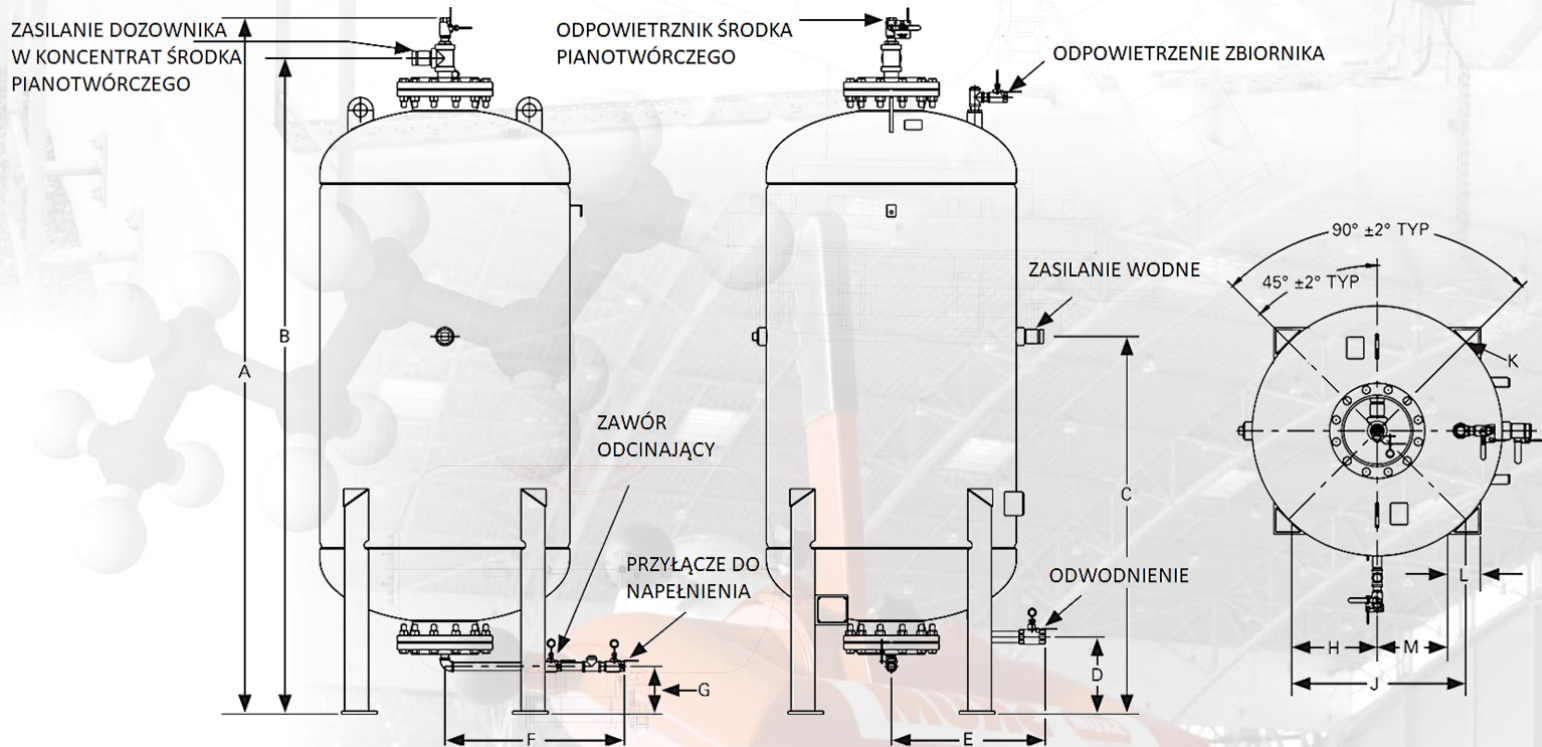 ZASILANIE DOZOWNIKA
W KONCENTRAT ŚRODKA
PIANOTWÓRCZEGO
ODPOWIETRZNIK ŚRODKA
PIANOTWÓRCZEGO
ODPOWIETRZENIE ZBIORNIKA
ZASILANIE WODNE
90° ±2° TYP
45° ±2° TYP
A
B
K
ZAWÓR
ODCINAJĄCY
C
PRZYŁĄCZE DO
NAPEŁNIENIA
ODWODNIENIE
L
D
G
H
M
J
F
E